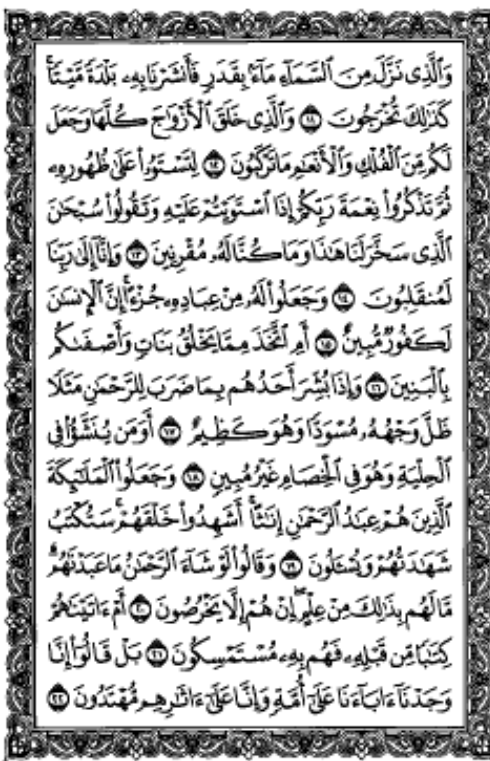 وَٱلَّذِى نَزَّلَ مِنَ ٱلسَّمَآءِ مَآءًۢ بِقَدَرٍ فَأَنشَرْنَا بِهِۦ بَلْدَةً مَّيْتًا ۚ
كَذَٰلِكَ تُخْرَجُونَ ١١ وَٱلَّذِى خَلَقَ ٱلْأَزْوَٰجَ كُلَّهَا وَجَعَلَ
لَكُم مِّنَ ٱلْفُلْكِ وَٱلْأَنْعَٰمِ مَا تَرْكَبُونَ ١٢ لِتَسْتَوُۥا۟ عَلَىٰ ظُهُورِهِۦ
ثُمَّ تَذْكُرُوا۟ نِعْمَةَ رَبِّكُمْ إِذَا ٱسْتَوَيْتُمْ عَلَيْهِ وَتَقُولُوا۟ سُبْحَٰنَ
ٱلَّذِى سَخَّرَ لَنَا هَٰذَا وَمَا كُنَّا لَهُۥ مُقْرِنِينَ ١٣ وَإِنَّآ إِلَىٰ رَبِّنَا
لَمُنقَلِبُونَ ١٤ وَجَعَلُوا۟ لَهُۥ مِنْ عِبَادِهِۦ جُزْءًا ۚ إِنَّ ٱلْإِنسَٰنَ
لَكَفُورٌ مُّبِينٌ ١٥ أَمِ ٱتَّخَذَ مِمَّا يَخْلُقُ بَنَاتٍ وَأَصْفَىٰكُم
بِٱلْبَنِينَ ١٦ وَإِذَا بُشِّرَ أَحَدُهُم بِمَا ضَرَبَ لِلرَّحْمَٰنِ مَثَلًا
ظَلَّ وَجْهُهُۥ مُسْوَدًّا وَهُوَ كَظِيمٌ ١٧ أَوَمَن يُنَشَّؤُا۟ فِى
ٱلْحِلْيَةِ وَهُوَ فِى ٱلْخِصَامِ غَيْرُ مُبِينٍ ١٨ وَجَعَلُوا۟ ٱلْمَلَٰٓئِكَةَ
ٱلَّذِينَ هُمْ عِبَٰدُ ٱلرَّحْمَٰنِ إِنَٰثًا ۚ أَشَهِدُوا۟ خَلْقَهُمْ ۚ سَتُكْتَبُ
شَهَٰدَتُهُمْ وَيُسْـَٔلُونَ ١٩ وَقَالُوا۟ لَوْ شَآءَ ٱلرَّحْمَٰنُ مَا عَبَدْنَٰهُم ۗ
مَّا لَهُم بِذَٰلِكَ مِنْ عِلْمٍ ۖ إِنْ هُمْ إِلَّا يَخْرُصُونَ ٢٠ أَمْ ءَاتَيْنَٰهُمْ
كِتَٰبًا مِّن قَبْلِهِۦ فَهُم بِهِۦ مُسْتَمْسِكُونَ ٢١ بَلْ قَالُوٓا۟ إِنَّا
وَجَدْنَآ ءَابَآءَنَا عَلَىٰٓ أُمَّةٍ وَإِنَّا عَلَىٰٓ ءَاثَٰرِهِم مُّهْتَدُونَ ٢٢